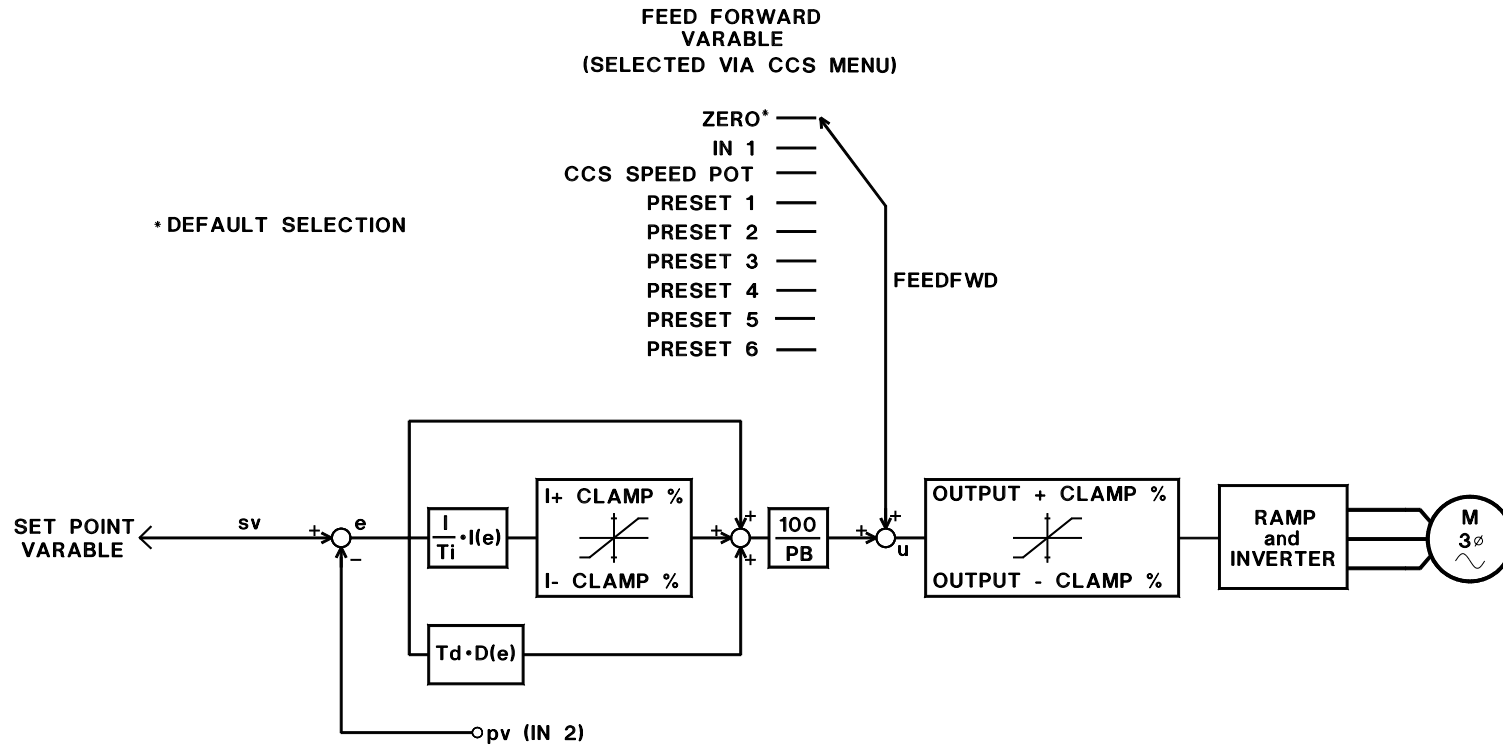 FEED FORWARD
VARABLE
(SELECTED VIA CCS MENU)
ZERO*
IN 1
CCS SPEED POT
PRESET 1
* DEFAULT SELECTION
PRESET 2
PRESET 3
FEEDFWD
PRESET 4
PRESET 5
PRESET 6
I+ CLAMP %
I- CLAMP %
OUTPUT + CLAMP %
OUTPUT - CLAMP %
SET POINT
VARIABLE
sv
+
−
e
I
Ti
•I(e)
+
+
+
100
PB
+
+
u
RAMP
and
INVERTER
M
3ø
Td•D(e)
pv (IN 2)